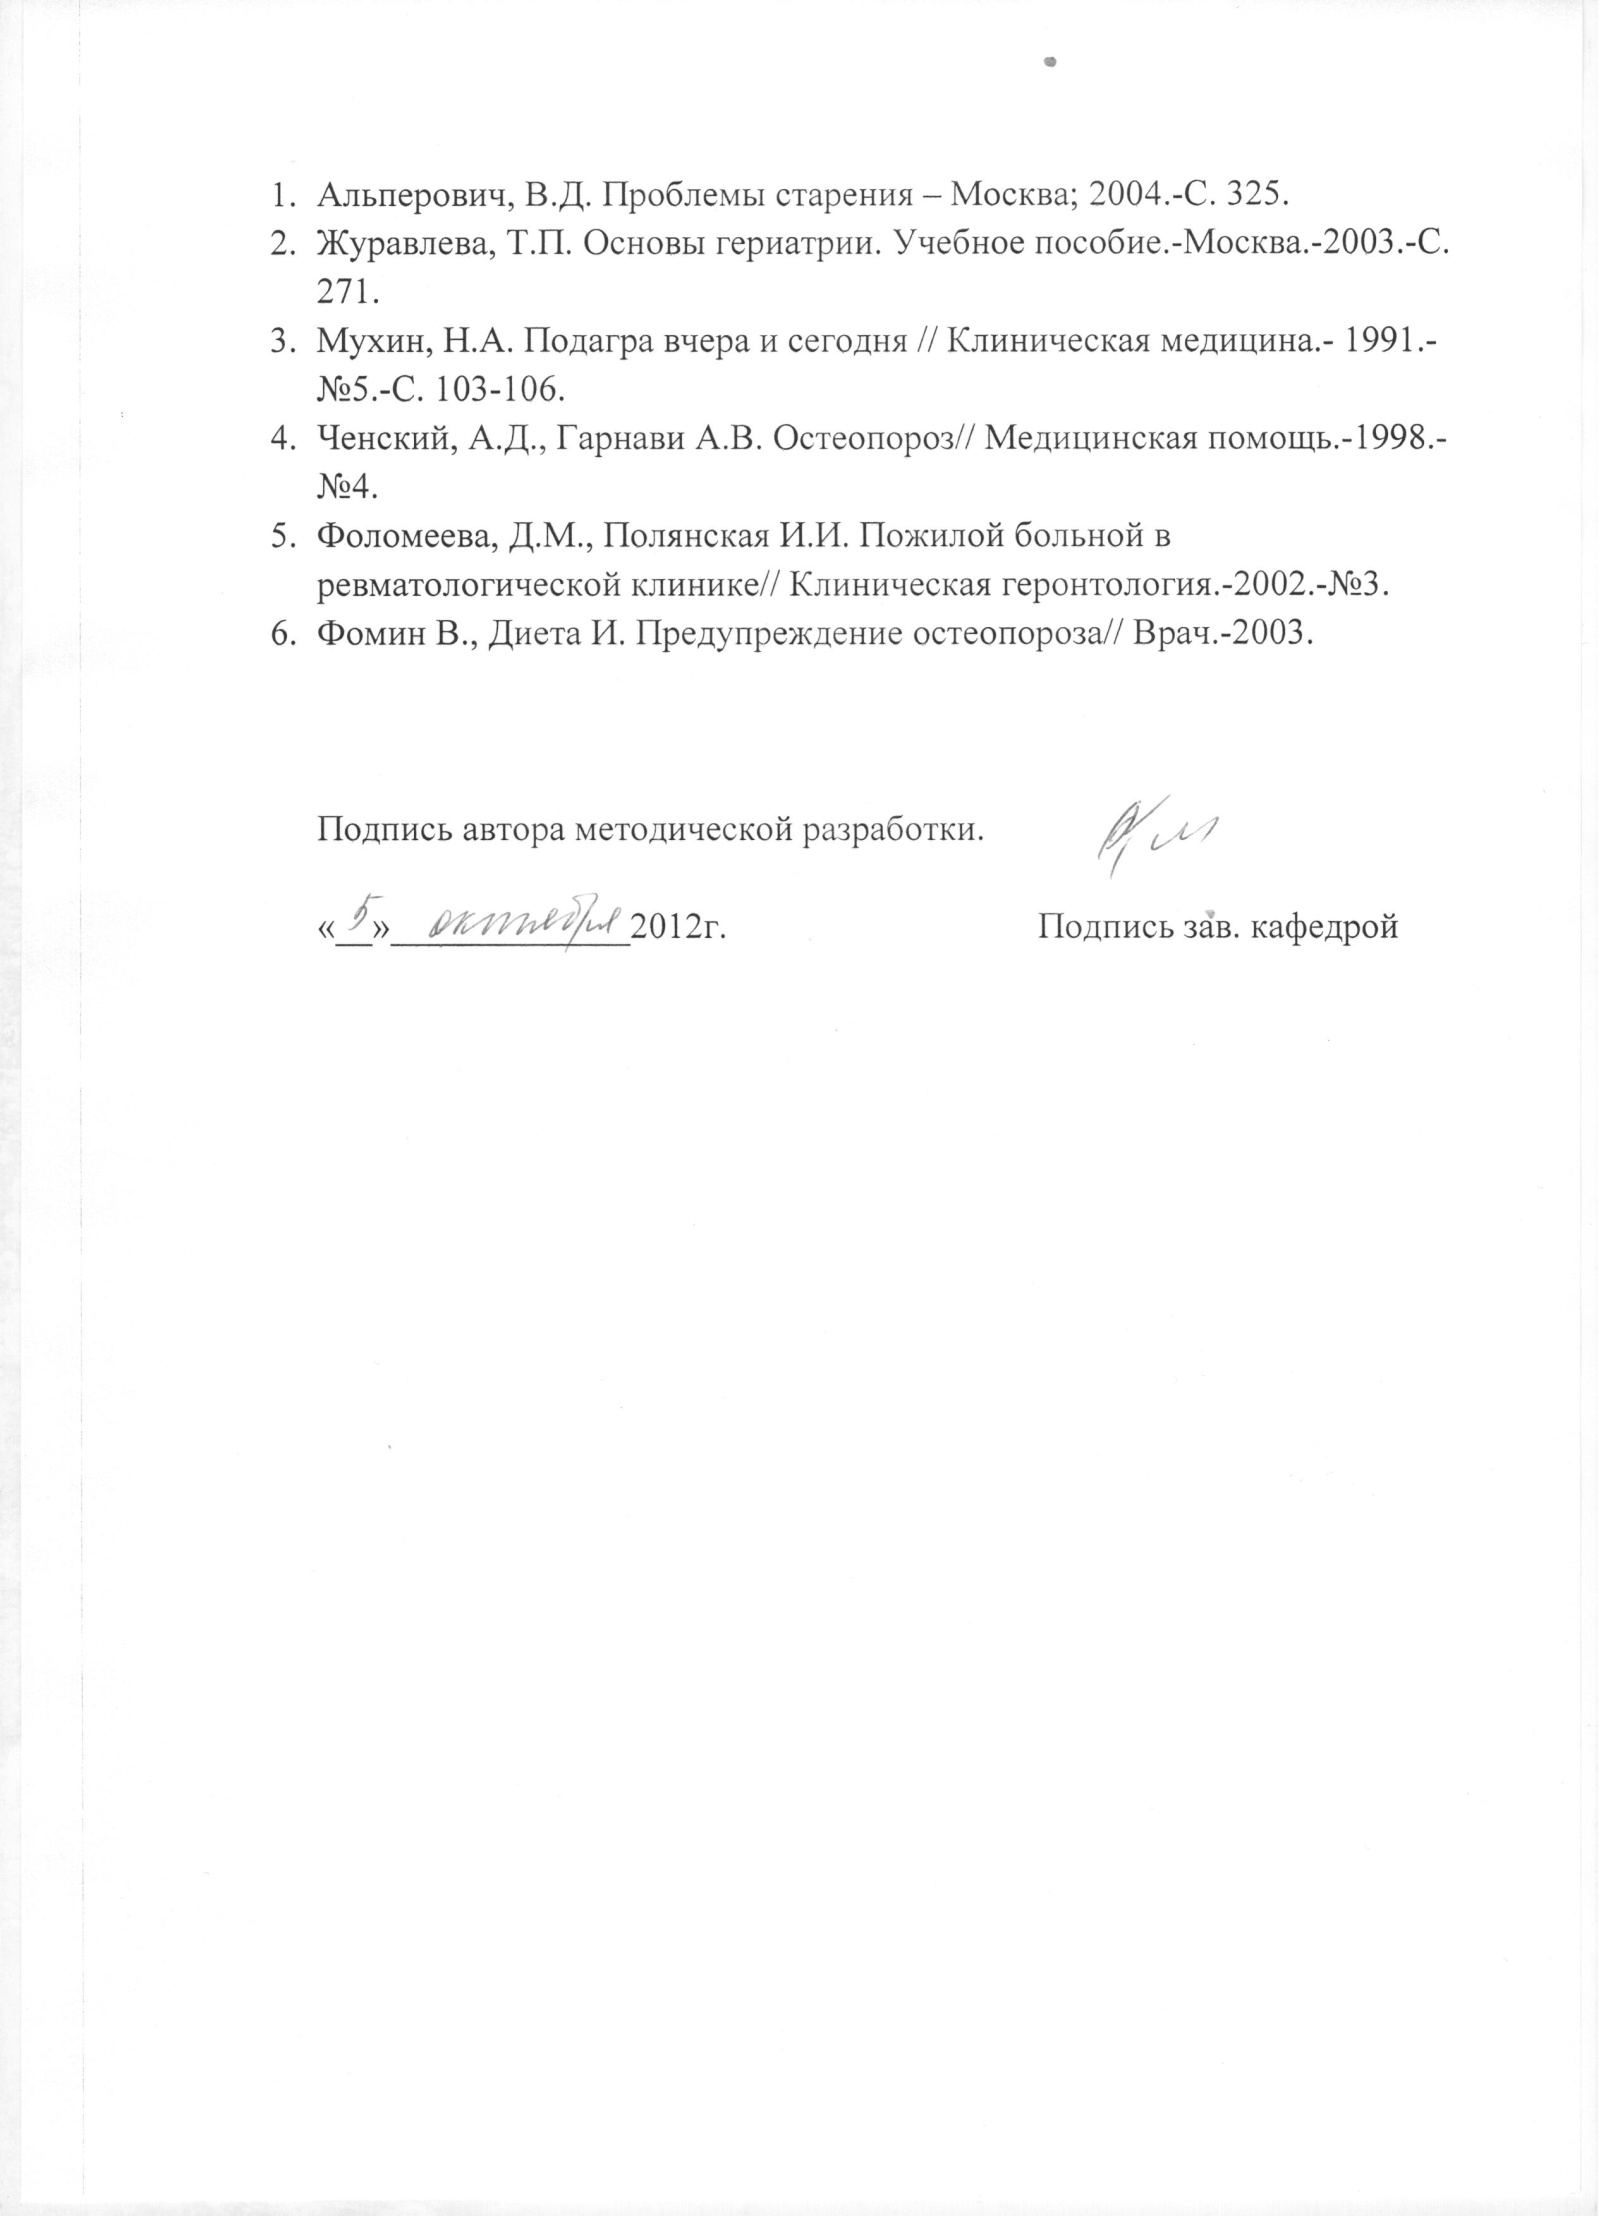 1. Альперович, В.Д. Проблемы старения – Москва; 2004.-С. 325.
2. Журавлева, Т.П. Основы гериатрии. Учебное пособие.-Москва.-2003.-С.
271.
3. Мухин, Н.А. Подагра вчера и сегодня // Клиническая медицина.- 1991.-
№5.-С. 103-106.
4. Ченский, А.Д., Гарнави А.В. Остеопороз// Медицинская помощь.-1998.-
№4.
5. Фоломеева, Д.М., Полянская И.И. Пожилой больной в
ревматологической клинике// Клиническая геронтология.-2002.-№3.
6. Фомин В., Диета И. Предупреждение остеопороза// Врач.-2003.
Подпись автора методической разработки.
«5» октября 2012г. Подпись зав. кафедрой